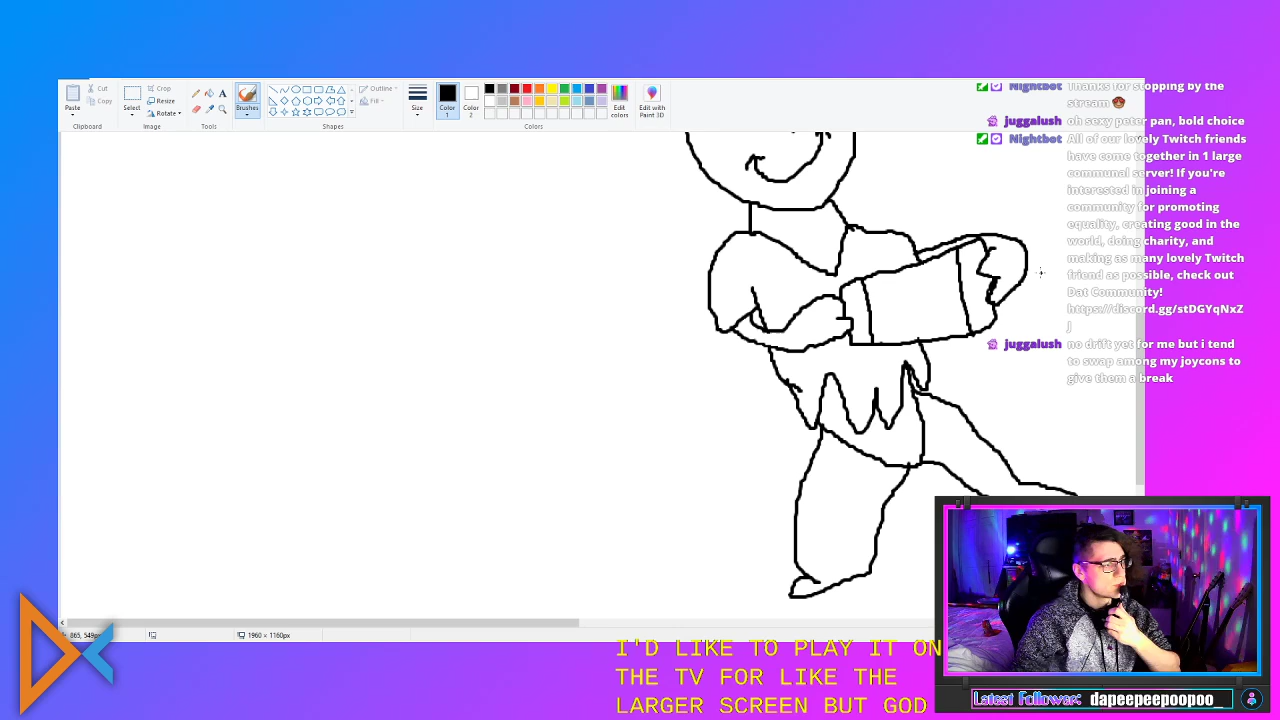 Paste
Cut
Copy
Clipboard
Select
Crop
Resize
Rotate
Image
A
Tools
Brushes
Shapes
Outline
Fill
Size
Color
1
Color
2
Edit
colors
Colors
Edit with
Paint 3D
Nightbot Thanks for stopping by the
stream
juggalush oh sexy peter pan, bold choice
Nightbot All of our lovely Twitch friends
have come together in 1 large
communal server! If you're
interested in joining a
community for promoting
equality, creating good in the
world, doing charity, and
making as many lovely Twitch
friend as possible, check out
Dat Community!
https://discord.gg/stDGYqNxZ
J
juggalush no drift yet for me but i tend
to swap among my joycons to
give them a break
865, 549px
1960 × 1160px
I'D LIKE TO PLAY IT ON
THE TV FOR LIKE THE
LARGER SCREEN BUT GOD
Latest Follower: dapeepeepoopoo_